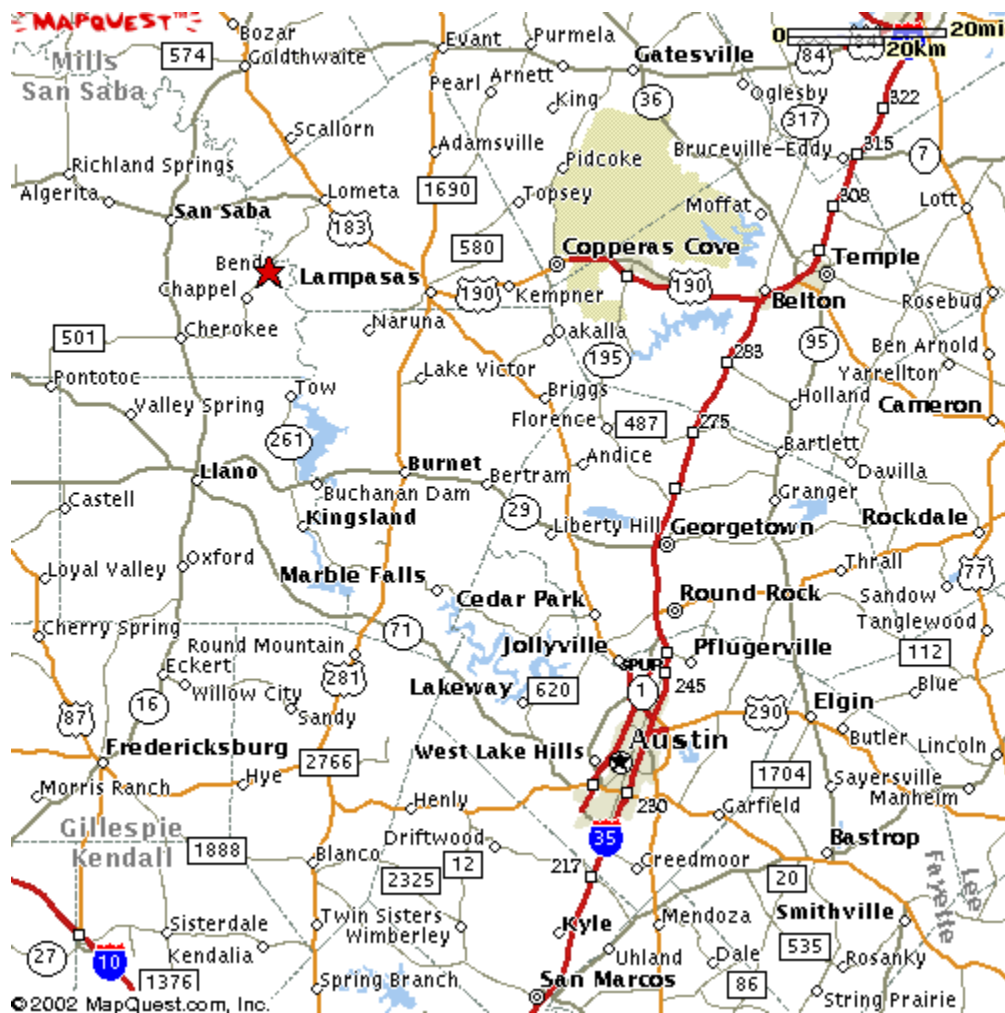 MAPQUEST™
Bozar
574
Goldthwaite
Mills
San Saba
Evant
Purmela
Pearl
Arnett
Gatesville
King
36
0
20mi
20km
84
84
Oglesby
322
317
315
Bruceville-Eddy
7
Scallorn
Adamsville
Richland Springs
Algerita
San Saba
Lometa
183
1690
Pidcoke
Topsey
580
Moffat
308
Lott
Bend
Chappel
Lampasas
190
Kempner
Copperas Cove
190
Temple
Belton
Rosebud
501
Cherokee
Naruna
Oakalla
195
283
95
Ben Arnold
Yarrellton
Pontotoc
Valley Spring
Tow
Lake Victor
Briggs
Florence
487
275
Holland
Cameron
261
Llano
Burnet
Andice
Bartlett
Davilla
Castell
Buchanan Dam
Bertram
29
Granger
Kingsland
Liberty Hill
Georgetown
Rockdale
Loyal Valley
Oxford
Marble Falls
Cedar Park
Round Rock
Thrall
77
Sandow
Cherry Spring
71
Jollyville
Pflugerville
Tanglewood
112
Round Mountain
Eckert
Willow City
281
Lakeway
620
SPUR
1
245
Blue
87
16
Sandy
290
Elgin
Fredericksburg
2766
West Lake Hills
Austin
Butler
Lincoln
Morris Ranch
Hye
Henly
230
1704
Sayersville
Manheim
Garfield
Gillespie
Kendall
1888
Blanco
Driftwood
12
2325
35
217
Creedmoor
20
Bastrop
Lee
Fayette
Sisterdale
Twin Sisters
Wimberley
Kyle
Mendoza
Smithville
27
10
Kendalia
Uhland
Dale
535
Rosanky
1376
Spring Branch
San Marcos
86
String Prairie
©2002 MapQuest.com, Inc.